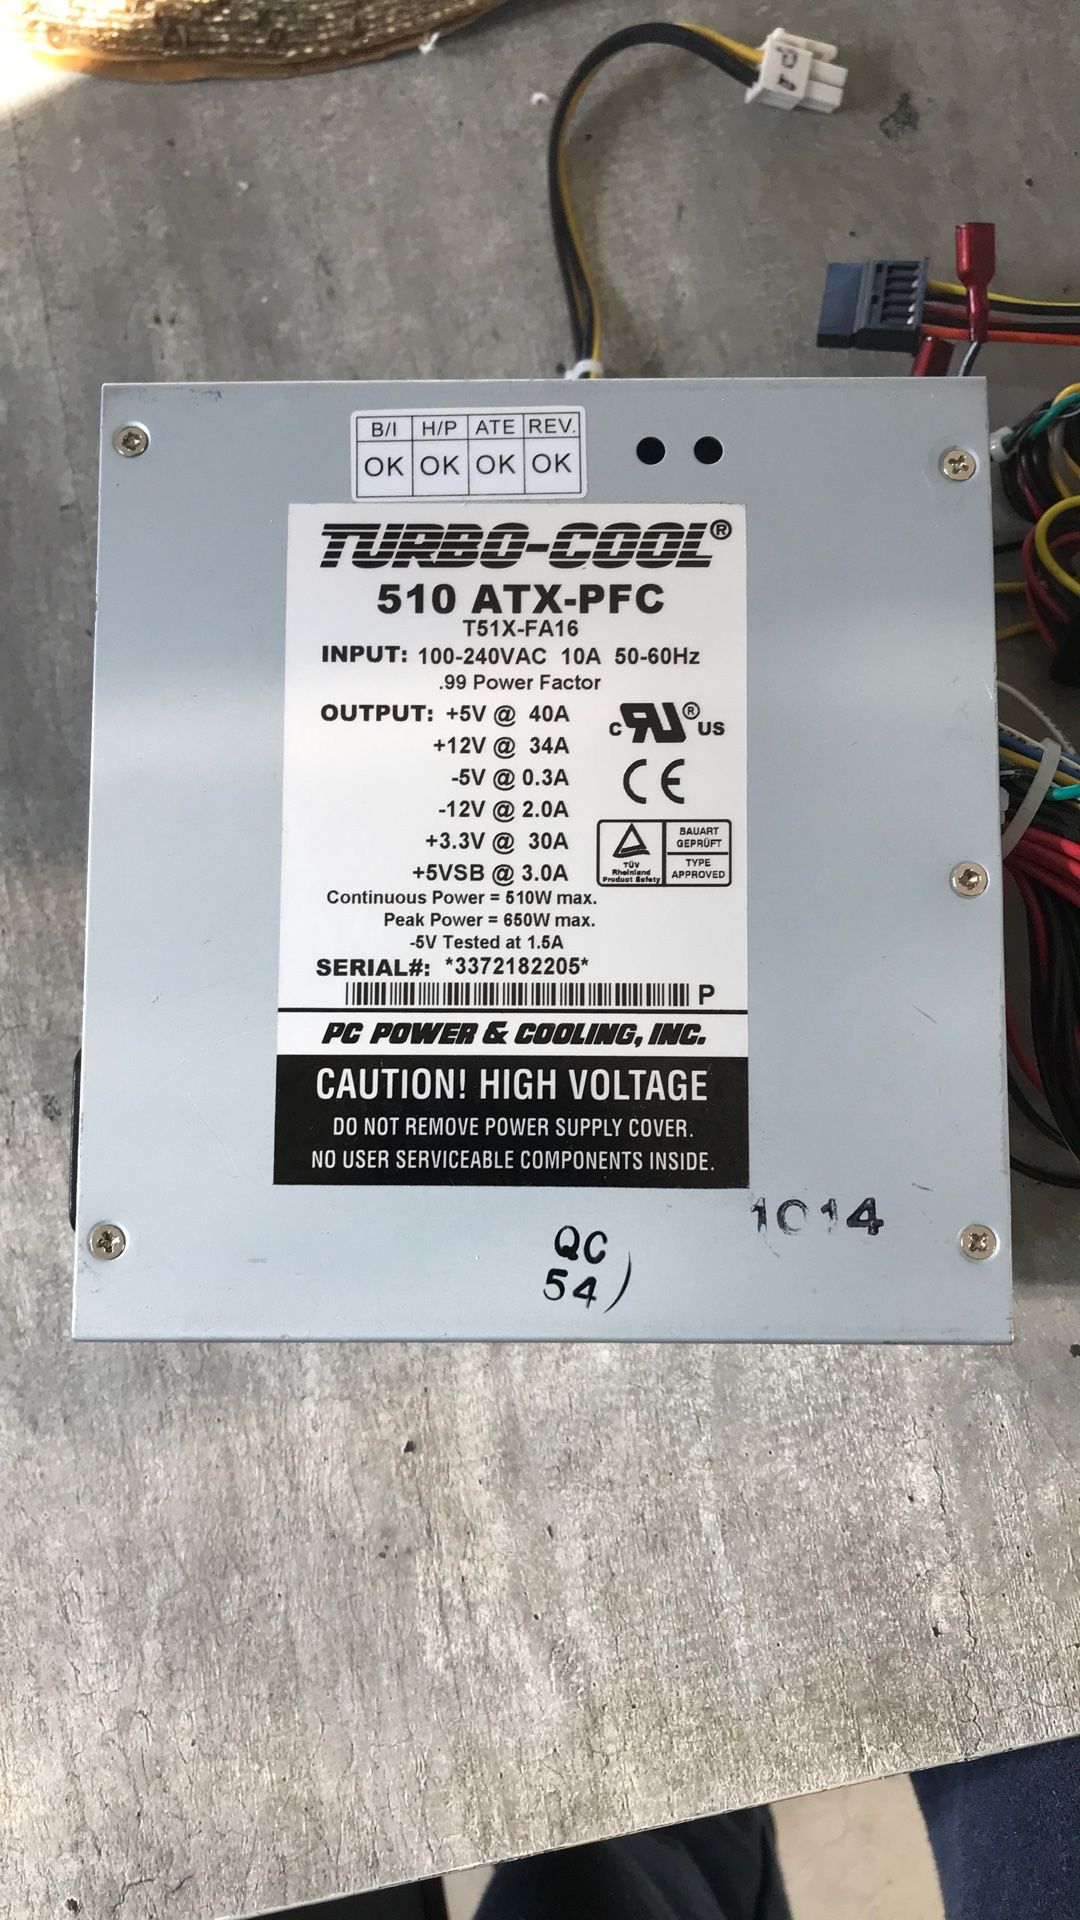 B/I H/P ATE REV.
OK OK OK OK
TURBO-COOL®
510 ATX-PFC
T51X-FA16
INPUT: 100-240VAC 10A 50-60Hz
.99 Power Factor
OUTPUT: +5V @ 40A
+12V @ 34A
-5V @ 0.3A
-12V @ 2.0A
+3.3V @ 30A
+5VSB @ 3.0A
c RU ® US
CE
TÜV
Rheinland
Product Safety
BAUART
GEPRÜFT
TYPE
APPROVED
Continuous Power = 510W max.
Peak Power = 650W max.
-5V Tested at 1.5A
SERIAL#: *3372182205*
P
PC POWER & COOLING, INC.
CAUTION! HIGH VOLTAGE
DO NOT REMOVE POWER SUPPLY COVER.
NO USER SERVICEABLE COMPONENTS INSIDE.
1014
QC
54)